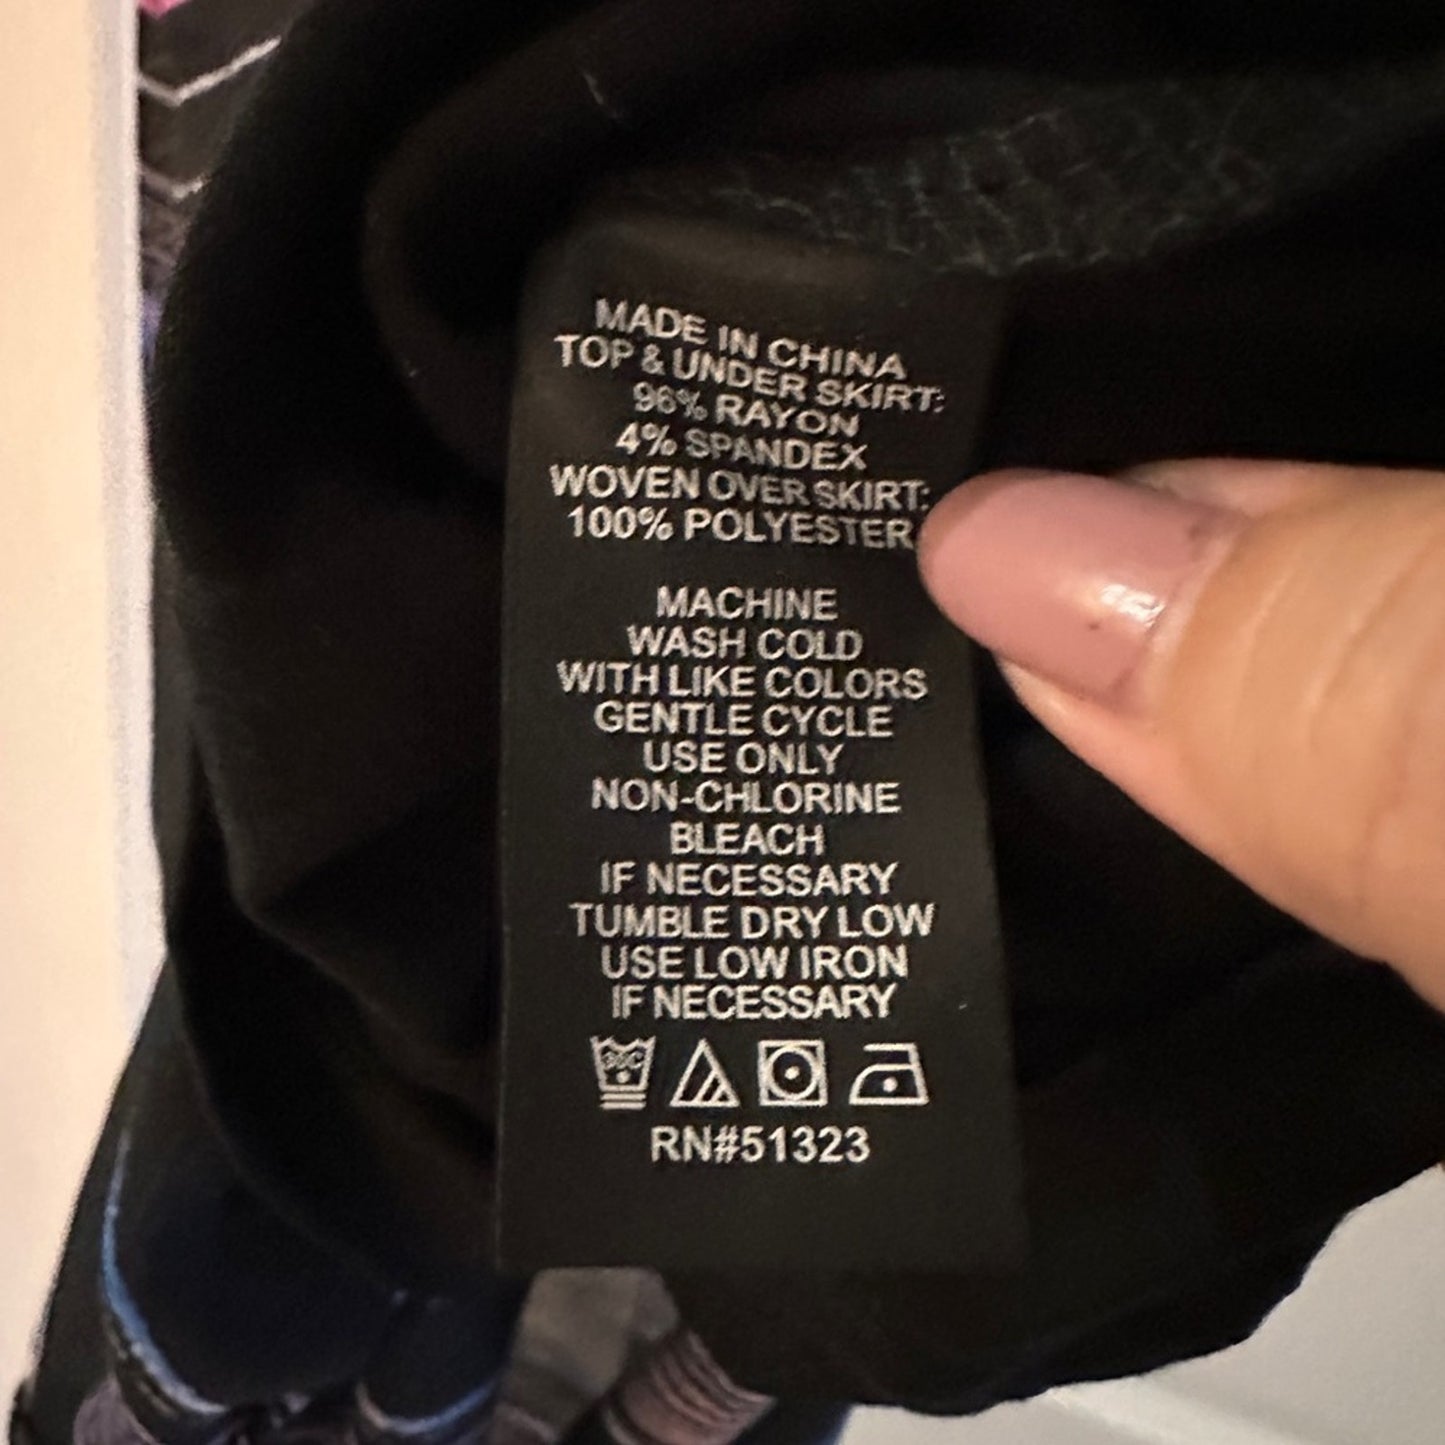 MADE IN CHINA
TOP & UNDER SKIRT:
96% RAYON
4% SPANDEX
WOVEN OVER SKIRT:
100% POLYESTER
MACHINE
WASH COLD
WITH LIKE COLORS
GENTLE CYCLE
USE ONLY
NON-CHLORINE
BLEACH
IF NECESSARY
TUMBLE DRY LOW
USE LOW IRON
IF NECESSARY
30C
RN#51323